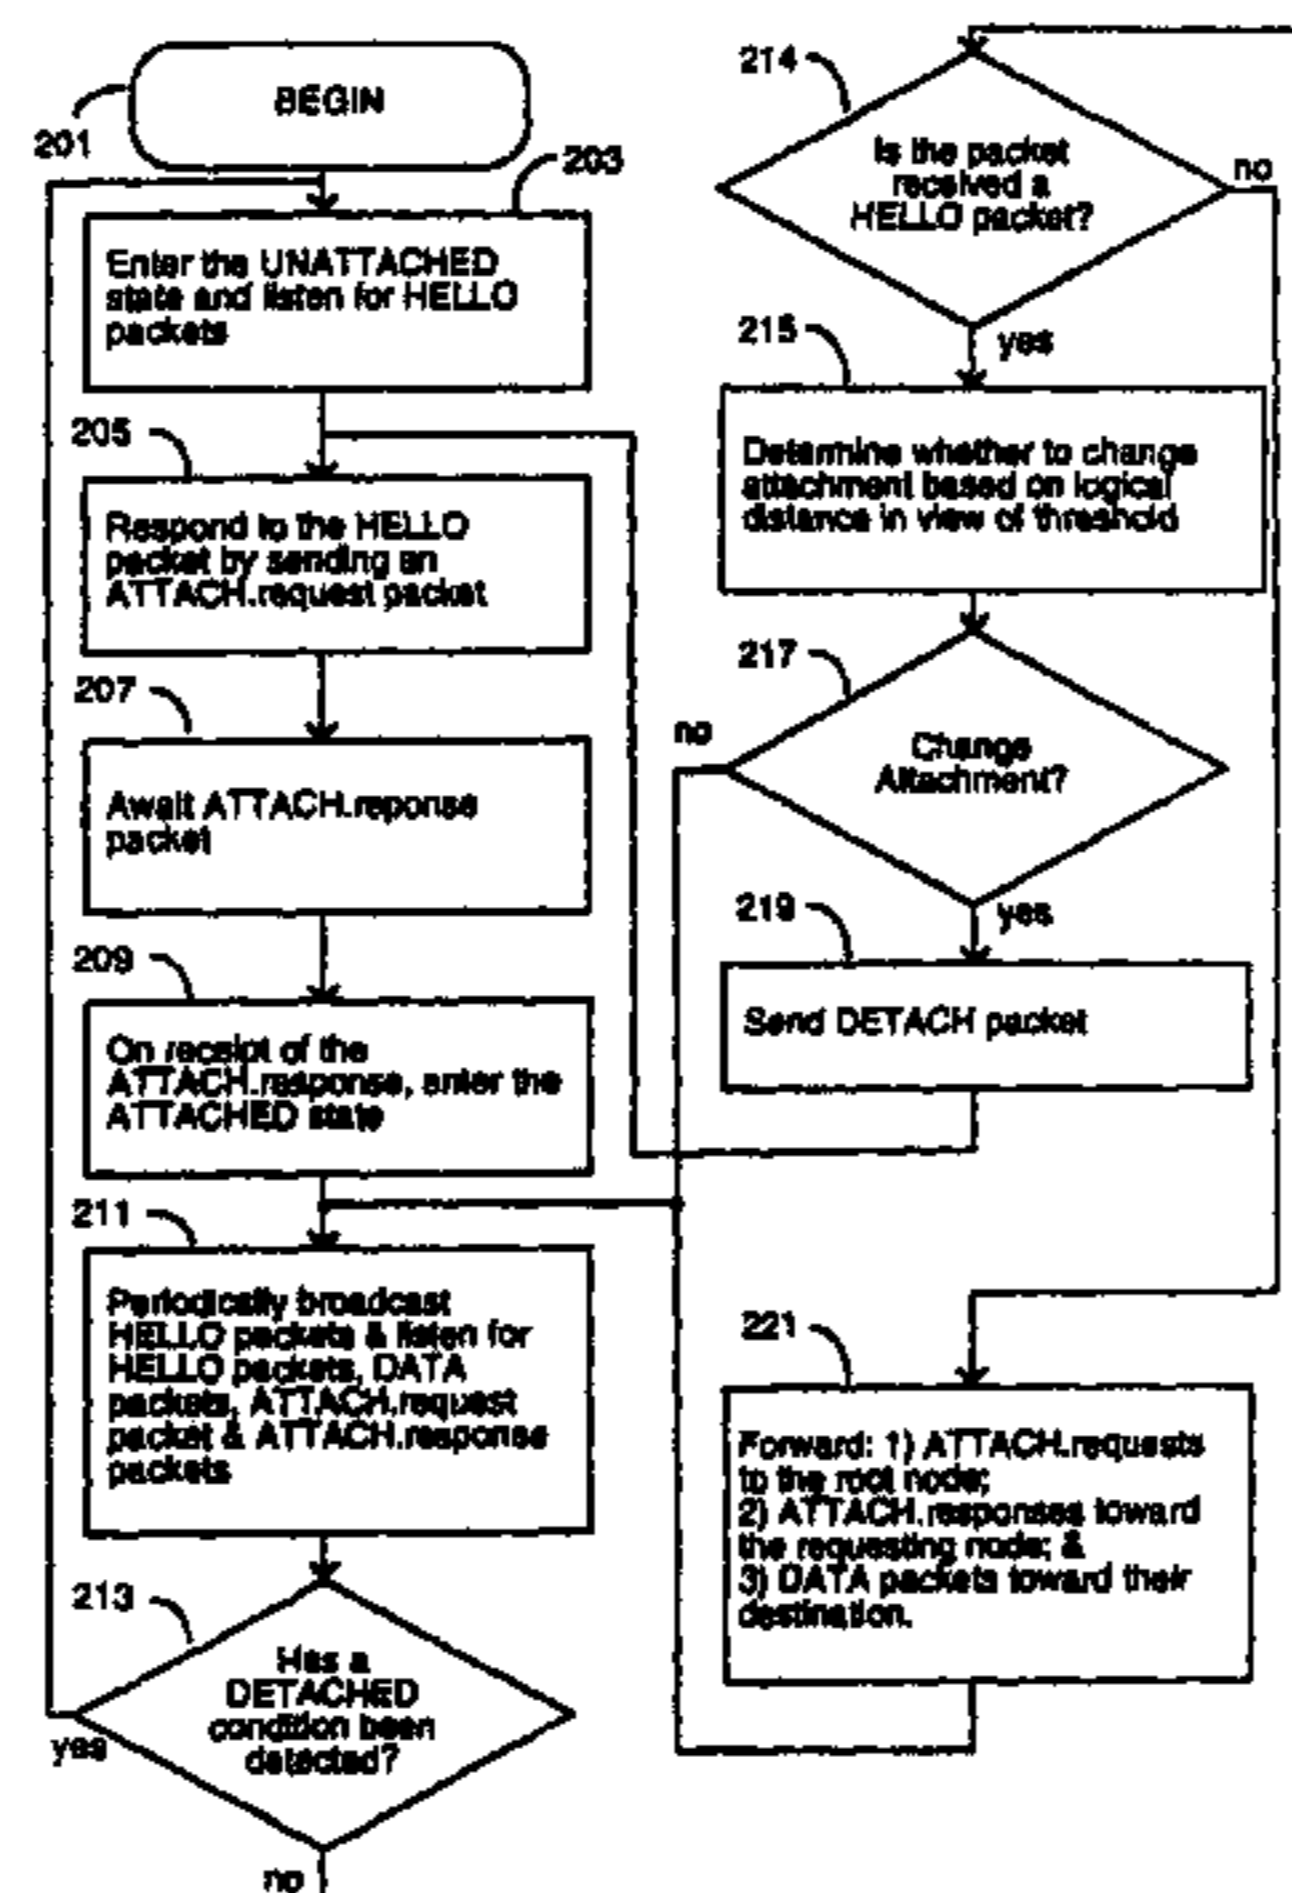 BEGIN
201
203
Enter the UNATTACHED
state and listen for HELLO
packets
205
Respond to the HELLO
packet by sending an
ATTACH.request packet
207
Await ATTACH.reponse
packet
209
On receipt of the
ATTACH.response, enter the
ATTACHED state
211
Periodically broadcast
HELLO packets & listen for
HELLO packets, DATA
packets, ATTACH.request
packet & ATTACH.response
packets
213
Has a
DETACHED
condition been
detected?
yes
no
214
Is the packet
received a
HELLO packet?
no
yes
215
Determine whether to change
attachment based on logical
distance in view of threshold
217
no
Change
Attachment?
yes
219
Send DETACH packet
221
Forward: 1) ATTACH.requests
to the root node;
2) ATTACH.responses toward
the requesting node; &
3) DATA packets toward their
destination.